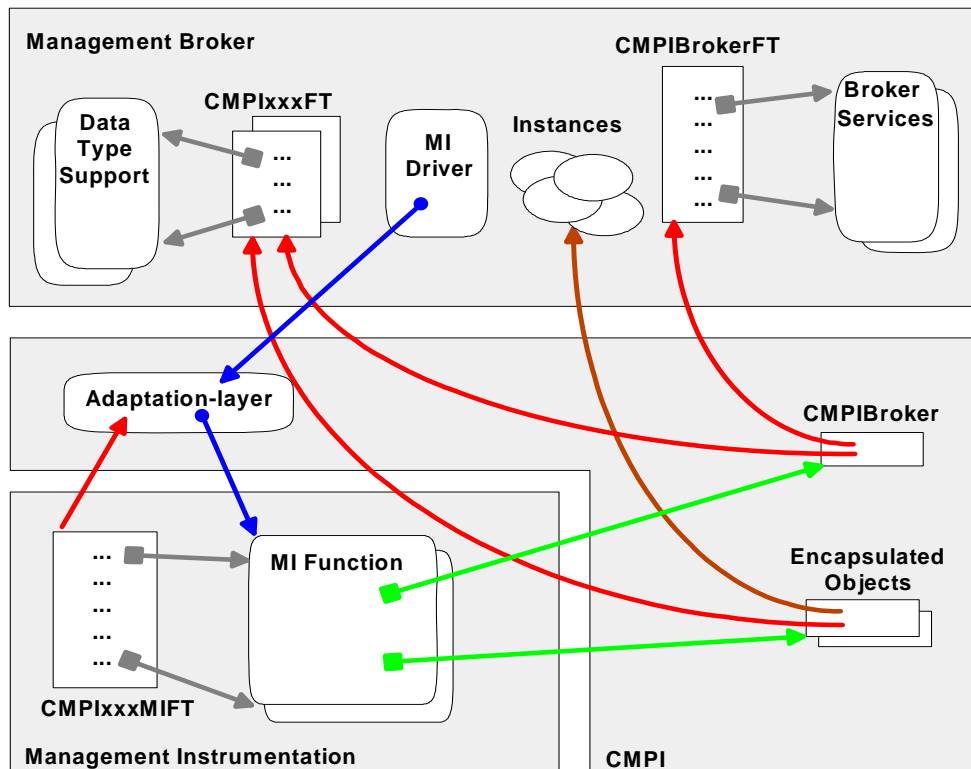 Management Broker
CMPIBrokerFT
CMPIxxxFT
Data
Type
Support
...
...
...
MI
Driver
Instances
...
...
...
...
...
Broker
Services
Adaptation-layer
CMPIBroker
...
...
...
...
...
MI Function
Encapsulated
Objects
CMPIxxxMIFT
Management Instrumentation
CMPI